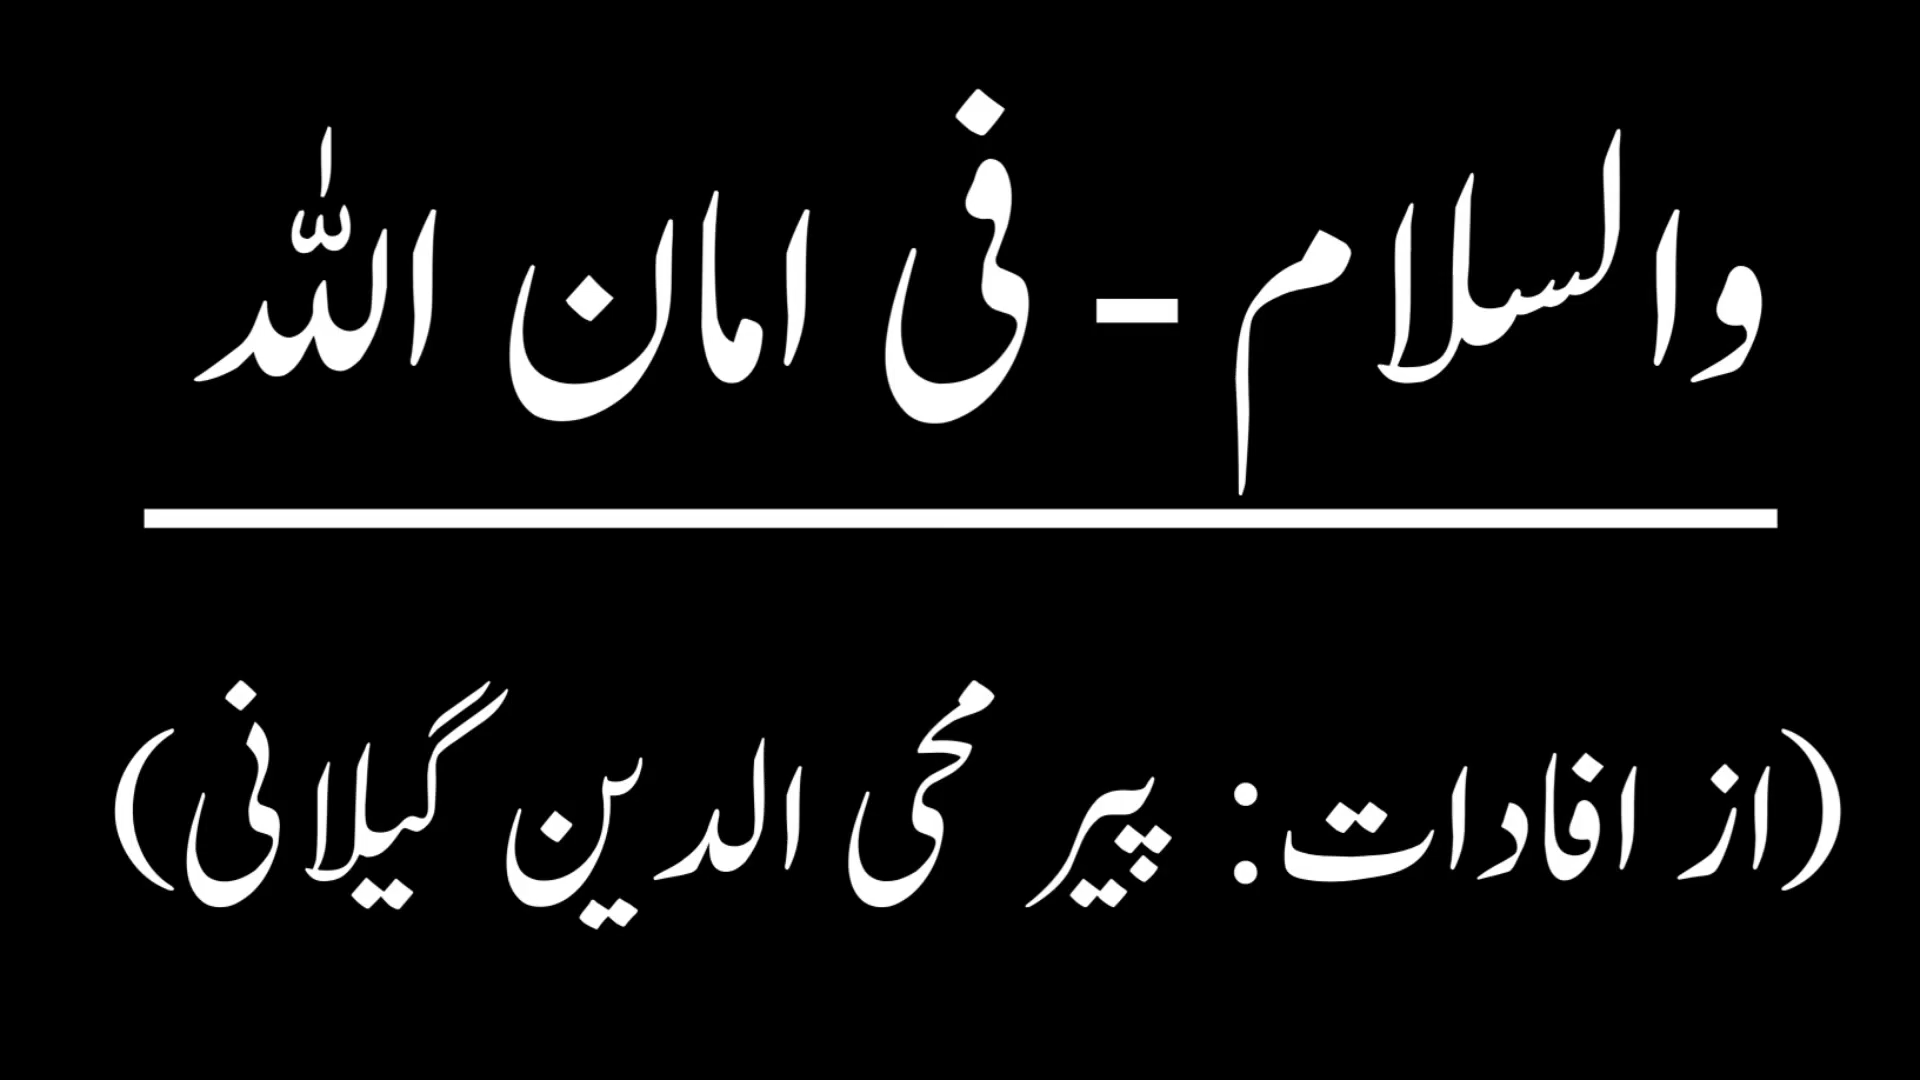 والسلام - فی امان اللہ
(از افادات: پیر محی الدین گیلانی)